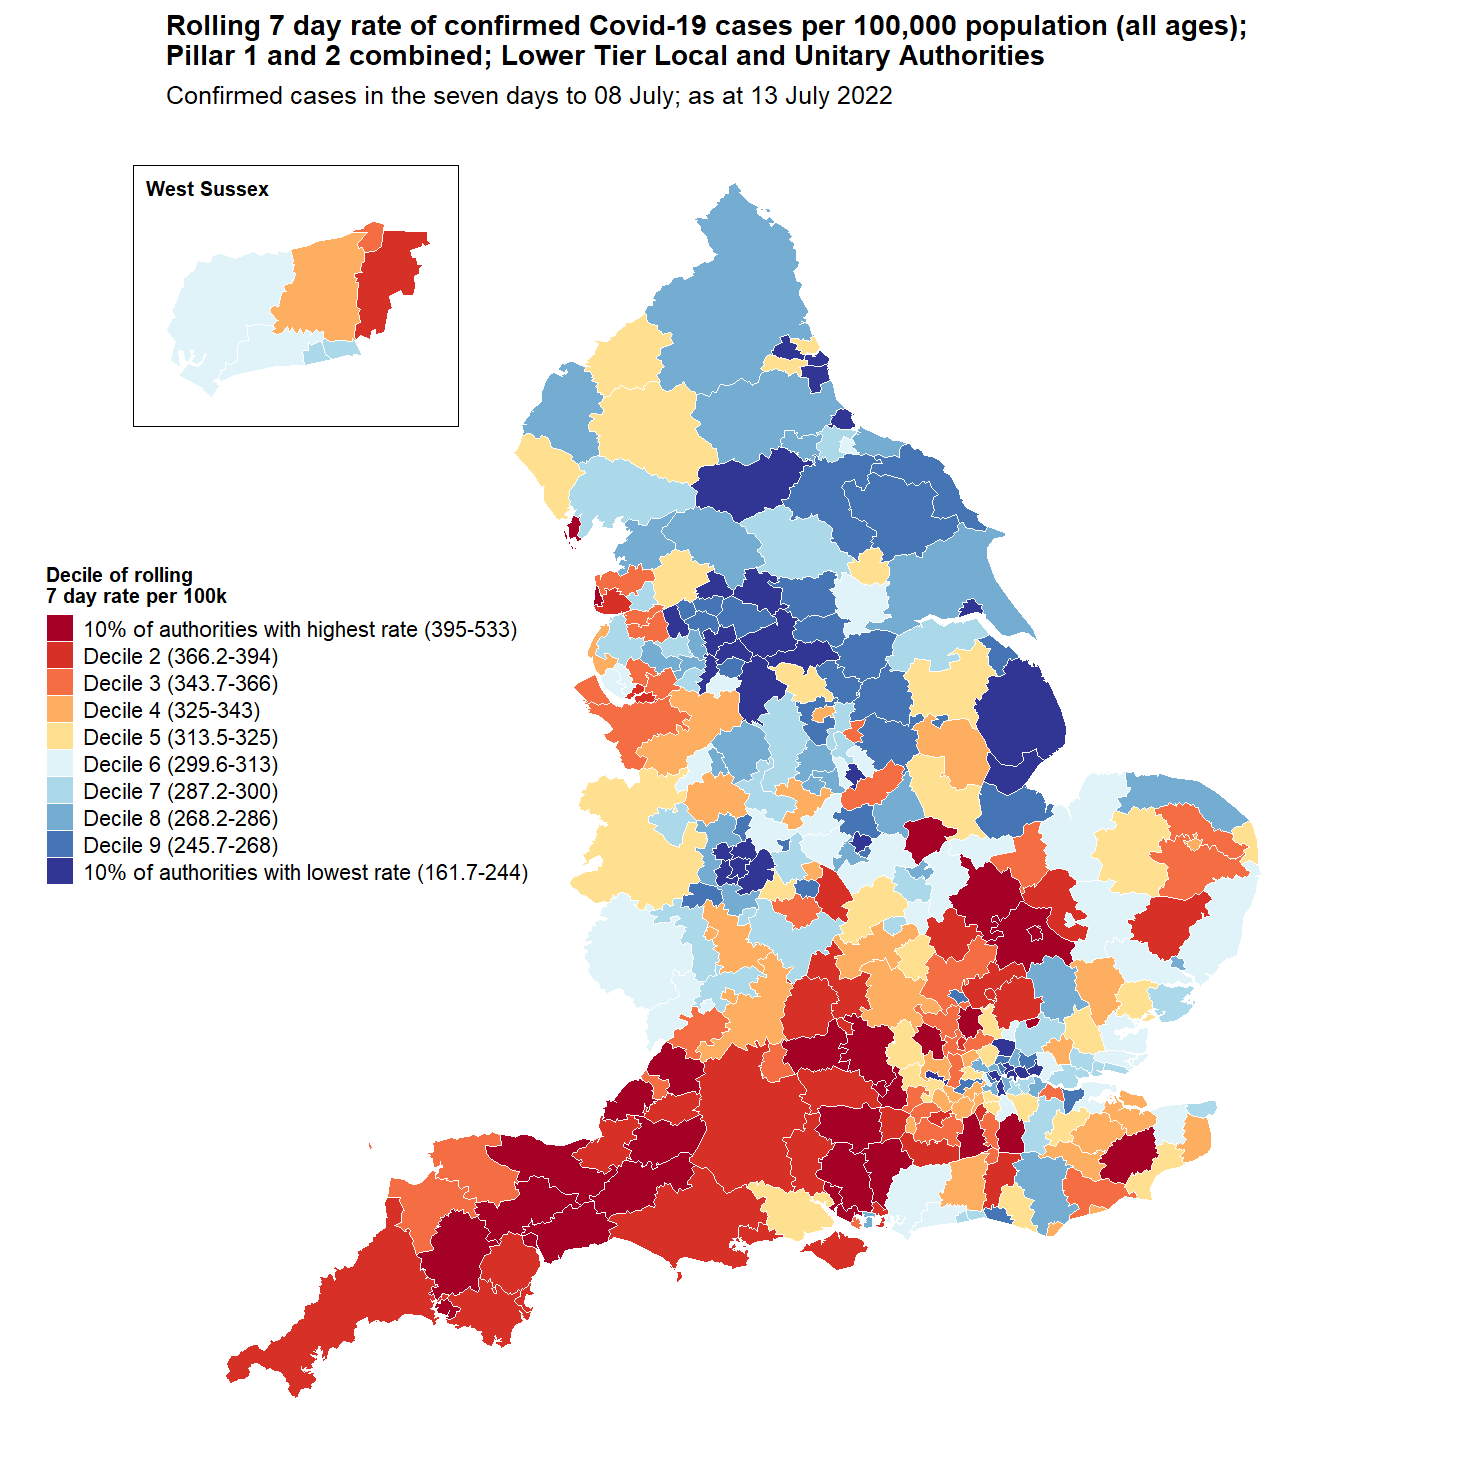 Rolling 7 day rate of confirmed Covid-19 cases per 100,000 population (all ages);
Pillar 1 and 2 combined; Lower Tier Local and Unitary Authorities
Confirmed cases in the seven days to 08 July; as at 13 July 2022
West Sussex
Decile of rolling
7 day rate per 100k
10% of authorities with highest rate (395-533)
Decile 2 (366.2-394)
Decile 3 (343.7-366)
Decile 4 (325-343)
Decile 5 (313.5-325)
Decile 6 (299.6-313)
Decile 7 (287.2-300)
Decile 8 (268.2-286)
Decile 9 (245.7-268)
10% of authorities with lowest rate (161.7-244)